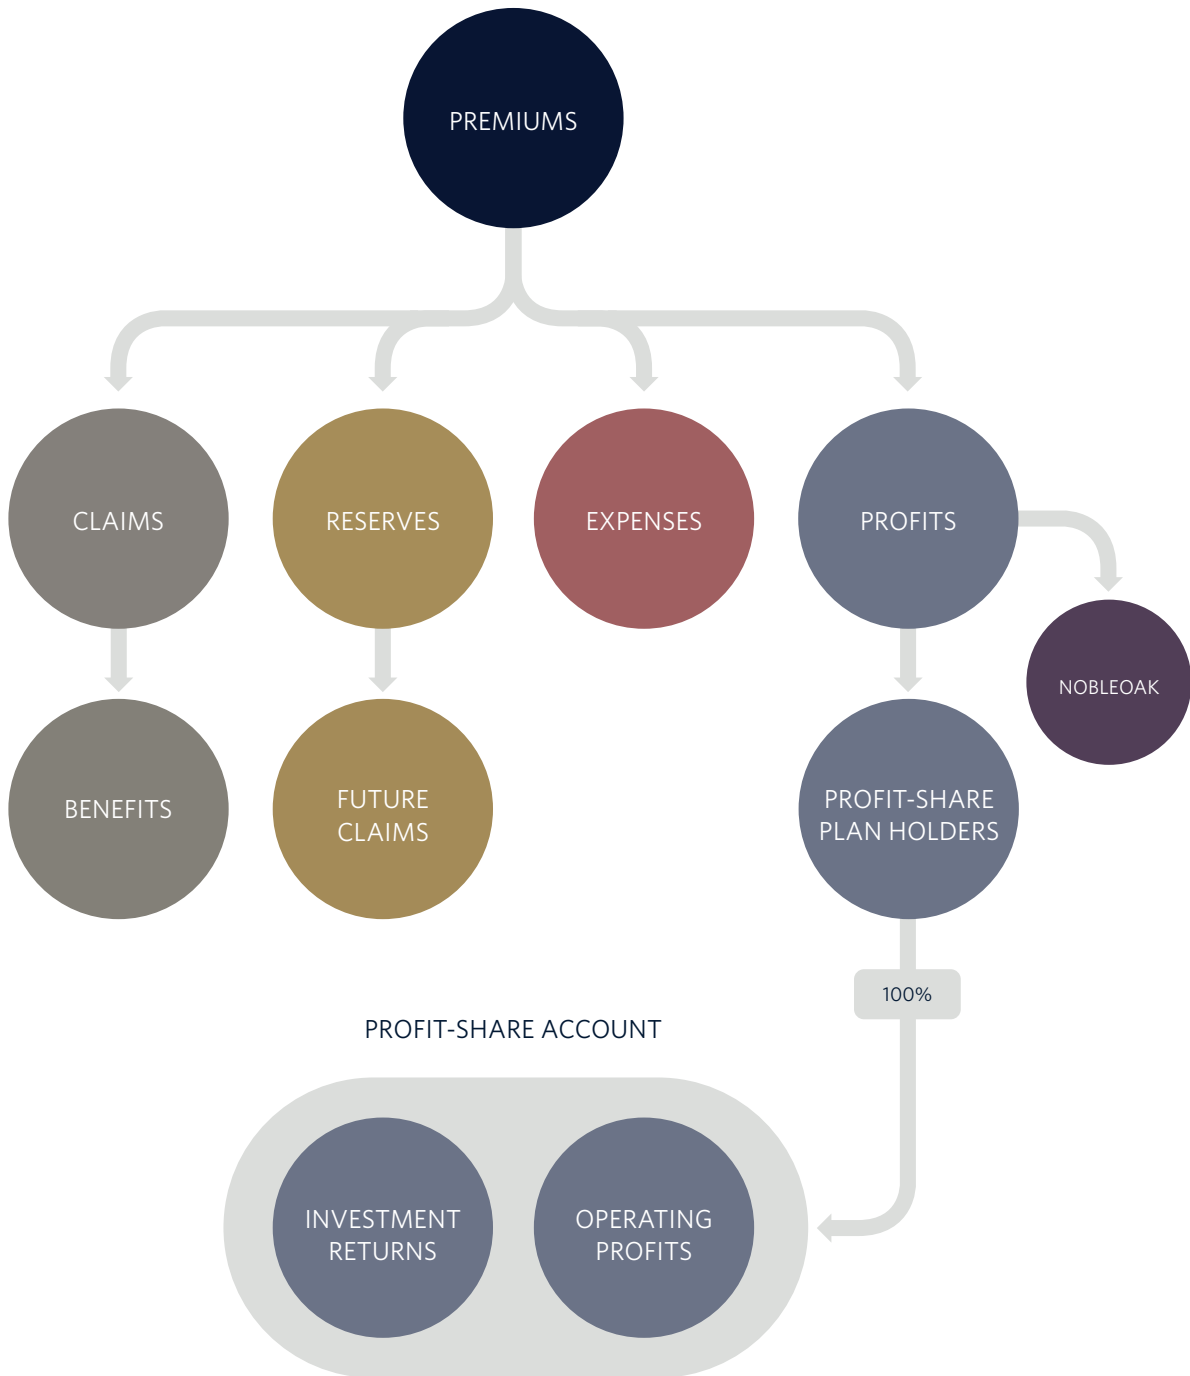 PREMIUMS
CLAIMS
RESERVES
EXPENSES
PROFITS
NOBLEOAK
BENEFITS
FUTURE
CLAIMS
PROFIT-SHARE
PLAN HOLDERS
100%
PROFIT-SHARE ACCOUNT
INVESTMENT
RETURNS
OPERATING
PROFITS